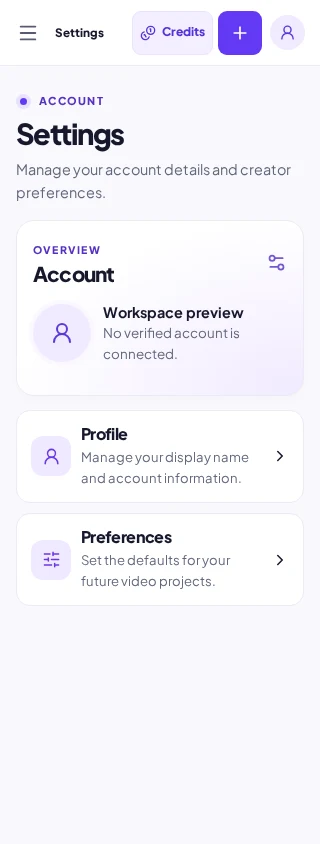 Settings
Credits
ACCOUNT
Settings
Manage your account details and creator
preferences.
OVERVIEW
Account
Workspace preview
No verified account is
connected.
Profile
Manage your display name
and account information.
Preferences
Set the defaults for your
future video projects.